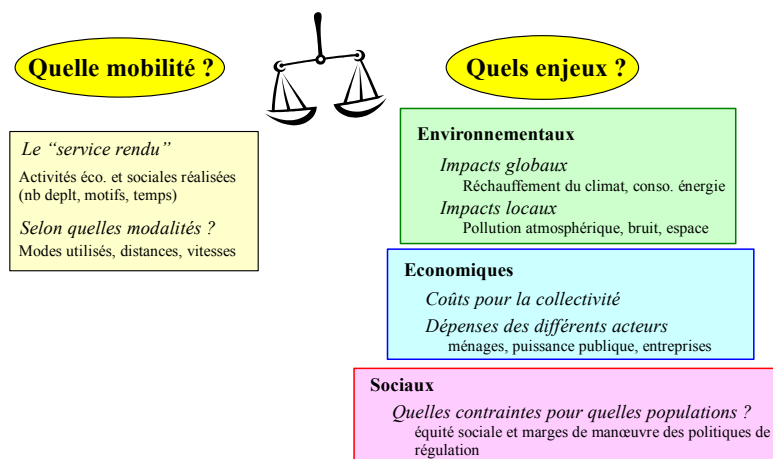 Quelle mobilité ?
Le “service rendu”
Activités éco. et sociales réalisées
(nb deplt, motifs, temps)
Selon quelles modalités ?
Modes utilisés, distances, vitesses
Quels enjeux ?
Environnementaux
Impacts globaux
Réchauffement du climat, conso. énergie
Impacts locaux
Pollution atmosphérique, bruit, espace
Economiques
Coûts pour la collectivité
Dépenses des différents acteurs
ménages, puissance publique, entreprises
Sociaux
Quelles contraintes pour quelles populations ?
équité sociale et marges de manœuvre des politiques de
régulation